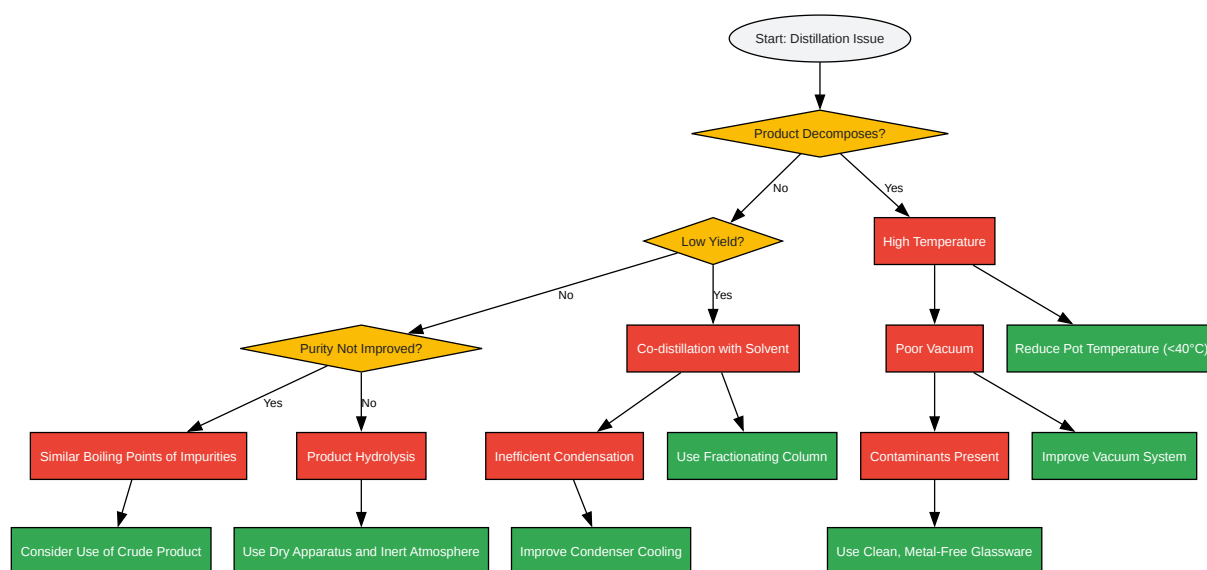 Start: Distillation Issue
Product Decomposes?
No
Yes
Low Yield?
High Temperature
No
Yes
Purity Not Improved?
Co-distillation with Solvent
Poor Vacuum
Reduce Pot Temperature (<40°C)
Yes
No
Similar Boiling Points of Impurities
Product Hydrolysis
Inefficient Condensation
Use Fractionating Column
Contaminants Present
Improve Vacuum System
Consider Use of Crude Product
Use Dry Apparatus and Inert Atmosphere
Improve Condenser Cooling
Use Clean, Metal-Free Glassware